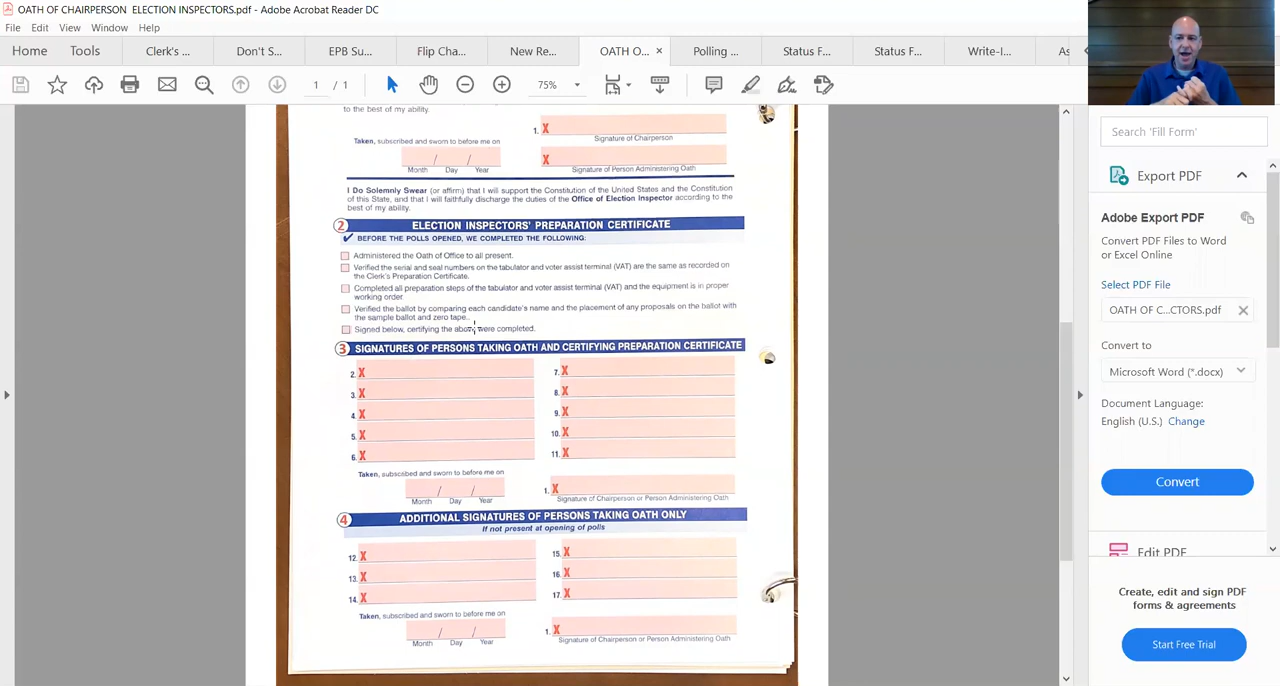 OATH OF CHAIRPERSON ELECTION INSPECTORS.pdf - Adobe Acrobat Reader DC
File Edit View Window Help
Home Tools Clerk's ... Don't S... EPB Su... Flip Cha... New Re... OATH O... × Polling ... Status F... Status F... Write-I... As
1 / 1 75%
Search 'Fill Form'
Export PDF
Adobe Export PDF
Convert PDF Files to Word
or Excel Online
Select PDF File
OATH OF C...CTORS.pdf
Convert to
Microsoft Word (*.docx)
Document Language:
English (U.S.) Change
Convert
Edit PDF
Create, edit and sign PDF
forms & agreements
Start Free Trial
to the best of my ability.
1. X
Signature of Chairperson
Taken, subscribed and sworn to before me on
/ /
Month Day Year
X
Signature of Person Administering Oath
I Do Solemnly Swear (or affirm) that I will support the Constitution of the United States and the Constitution
of this State, and that I will faithfully discharge the duties of the Office of Election Inspector according to the
best of my ability.
2 ELECTION INSPECTORS' PREPARATION CERTIFICATE
✔ BEFORE THE POLLS OPENED, WE COMPLETED THE FOLLOWING:
Administered the Oath of Office to all present.
Verified the serial and seal numbers on the tabulator and voter assist terminal (VAT) are the same as recorded on
the Clerk's Preparation Certificate.
Completed all preparation steps of the tabulator and voter assist terminal (VAT) and the equipment is in proper
working order
Verified the ballot by comparing each candidate's name and the placement of any proposals on the ballot with
the sample ballot and zero tape..
Signed below, certifying the above were completed.
3 SIGNATURES OF PERSONS TAKING OATH AND CERTIFYING PREPARATION CERTIFICATE
2. X 7. X
3. X 8. X
4. X 9. X
5. X 10. X
6. X 11. X
Taken, subscribed and sworn to before me on
/ /
Month Day Year
1. X
Signature of Chairperson or Person Administering Oath
4 ADDITIONAL SIGNATURES OF PERSONS TAKING OATH ONLY
If not present at opening of polls
12. X 15. X
13. X 16. X
14. X 17. X
Taken, subscribed and sworn to before me on
/ /
Month Day Year
1. X
Signature of Chairperson or Person Administering Oath